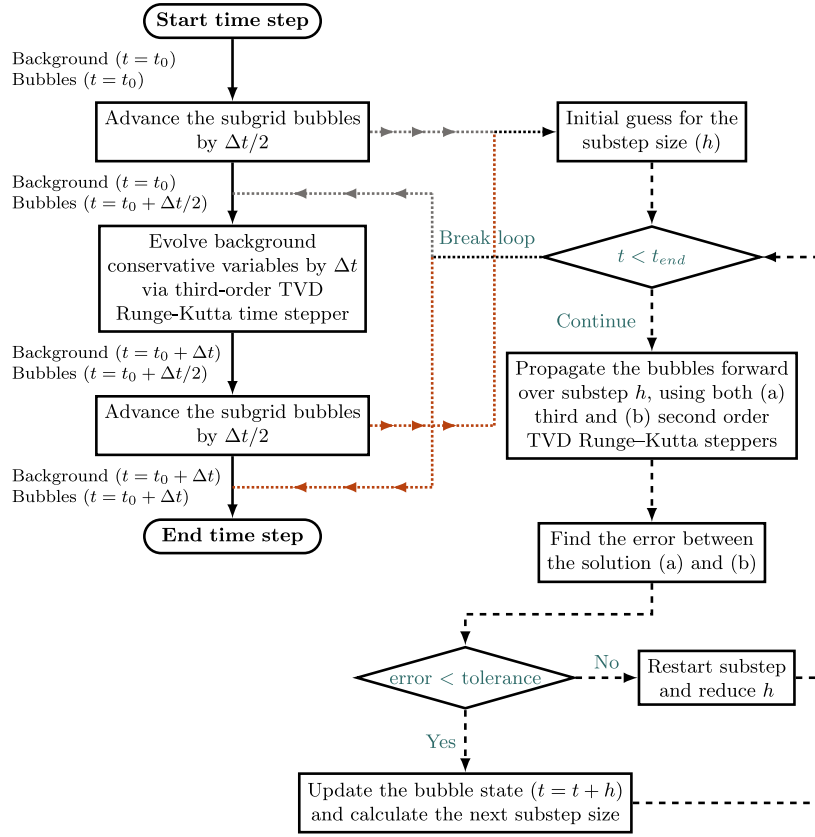 Start time step
Background (t = t₀)
Bubbles (t = t₀)
Advance the subgrid bubbles
by Δt/2
Background (t = t₀)
Bubbles (t = t₀ + Δt/2)
Evolve background
conservative variables by Δt
via third-order TVD
Runge-Kutta time stepper
Background (t = t₀ + Δt)
Bubbles (t = t₀ + Δt/2)
Advance the subgrid bubbles
by Δt/2
Background (t = t₀ + Δt)
Bubbles (t = t₀ + Δt)
End time step
Initial guess for the
substep size (h)
Break loop
t < t_end
Continue
Propagate the bubbles forward
over substep h, using both (a)
third and (b) second order
TVD Runge–Kutta steppers
Find the error between
the solution (a) and (b)
error < tolerance
No
Restart substep
and reduce h
Yes
Update the bubble state (t = t + h)
and calculate the next substep size